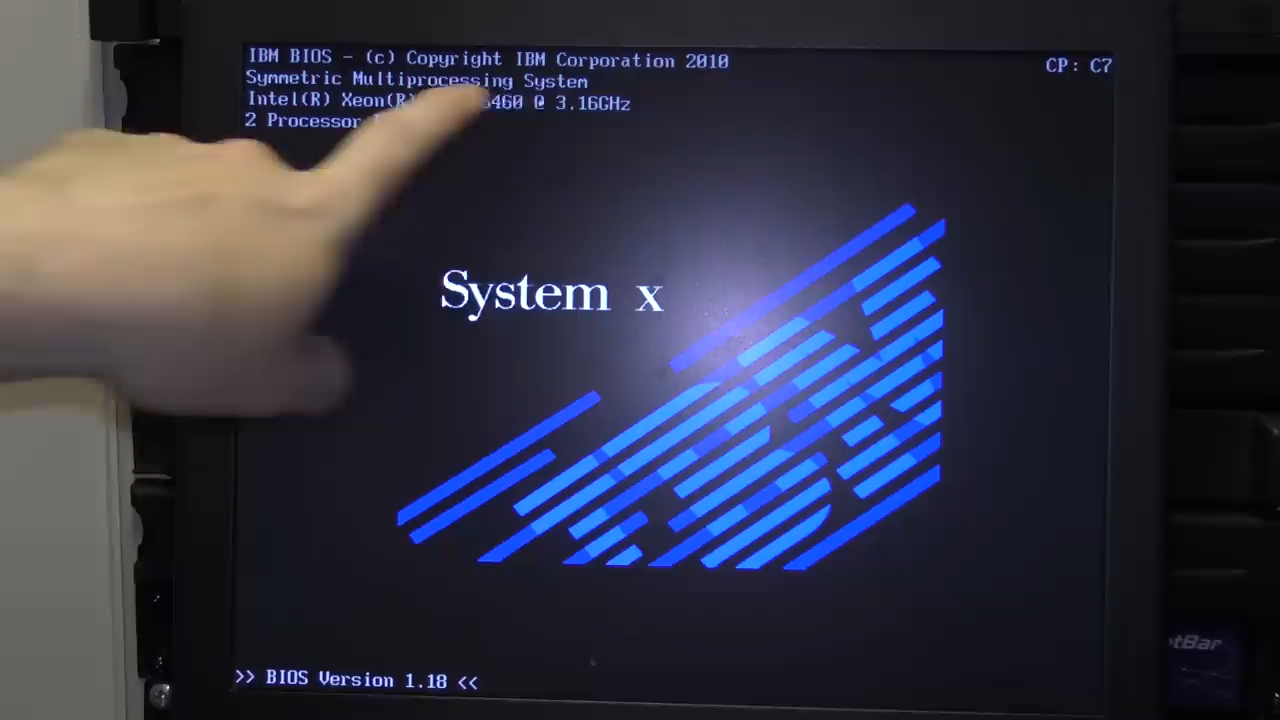 IBM BIOS - (c) Copyright IBM Corporation 2010
CP: C7
Symmetric Multiprocessing System
Intel(R) Xeon(R) 5460 @ 3.16GHz
2 Processor
System x
>> BIOS Version 1.18 <<